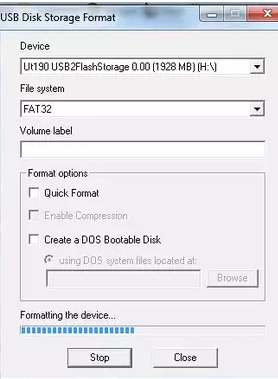 USB Disk Storage Format
Device
Ut190 USB2FlashStorage 0.00 (1928 MB) (H:\)
File system
FAT32
Volume label
Format options
Quick Format
Enable Compression
Create a DOS Bootable Disk
using DOS system files located at:
Browse
Formatting the device...
Stop
Close